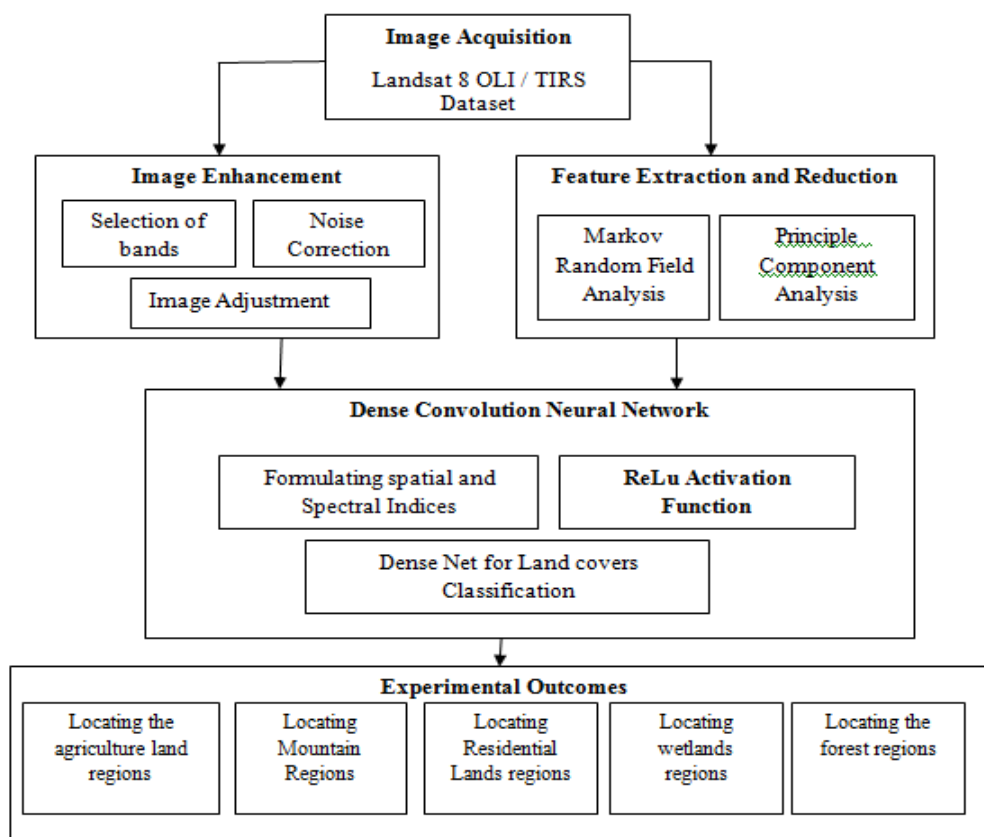 Image Acquisition
Landsat 8 OLI / TIRS
Dataset
Image Enhancement
Selection of
bands
Noise
Correction
Image Adjustment
Feature Extraction and Reduction
Markov
Random Field
Analysis
Principle
Component
Analysis
Dense Convolution Neural Network
Formulating spatial and
Spectral Indices
ReLu Activation
Function
Dense Net for Land covers
Classification
Experimental Outcomes
Locating the
agriculture land
regions
Locating
Mountain
Regions
Locating
Residential
Lands regions
Locating
wetlands
regions
Locating the
forest regions